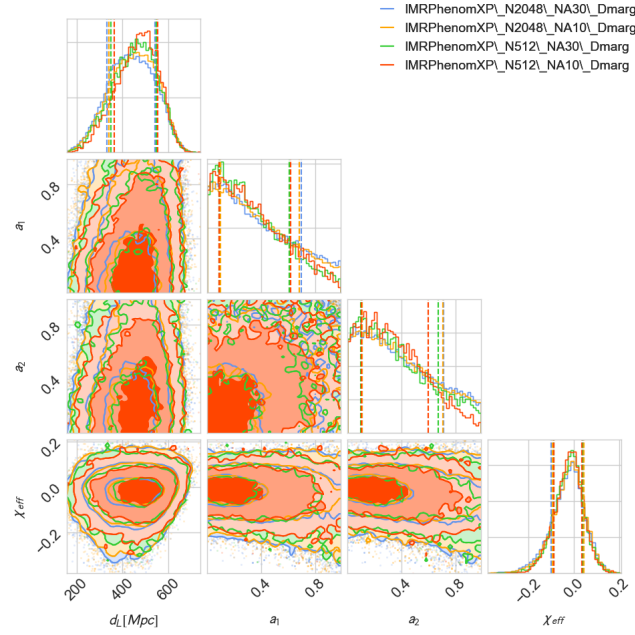 IMRPhenomXP\_N2048\_NA30\_Dmarg
IMRPhenomXP\_N2048\_NA10\_Dmarg
IMRPhenomXP\_N512\_NA30\_Dmarg
IMRPhenomXP\_N512\_NA10\_Dmarg
0.8
0.4
a1
0.8
0.4
a2
0.2
0.0
−0.2
χeff
200
400
600
0.4
0.8
0.4
0.8
−0.2
0.0
0.2
dL[Mpc]
a1
a2
χeff